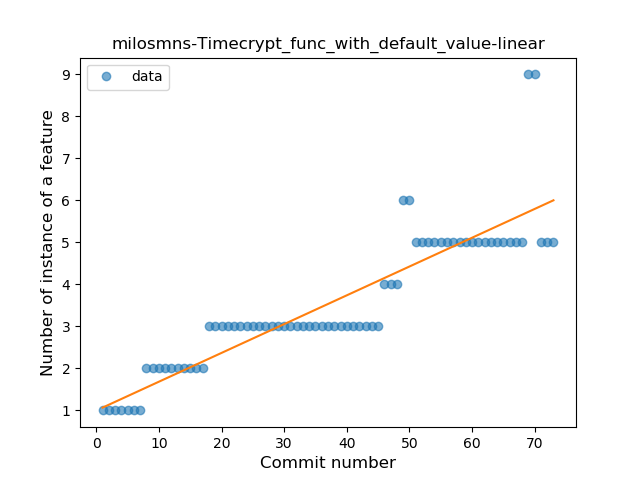 milosmns-Timecrypt_func_with_default_value-linear
data
Number of instance of a feature
9
8
7
6
5
4
3
2
1
0 10 20 30 40 50 60 70
Commit number